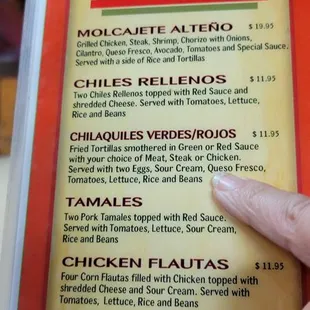 MOLCAJETE ALTEÑO $19.95
Grilled Chicken, Steak, Shrimp, Chorizo with Onions,
Cilantro, Queso Fresco, Avocado, Tomatoes and Special Sauce.
Served with a side of Rice and Tortillas
CHILES RELLENOS $11.95
Two Chiles Rellenos topped with Red Sauce and
shredded Cheese. Served with Tomatoes, Lettuce,
Rice and Beans
CHILAQUILES VERDES/ROJOS $11.95
Fried Tortillas smothered in Green or Red Sauce
with your choice of Meat, Steak or Chicken.
Served with two Eggs, Sour Cream, Queso Fresco,
Tomatoes, Lettuce, Rice and Beans
TAMALES
Two Pork Tamales topped with Red Sauce.
Served with Tomatoes, Lettuce, Sour Cream,
Rice and Beans
CHICKEN FLAUTAS $11.95
Four Corn Flautas filled with Chicken topped with
shredded Cheese and Sour Cream. Served with
Tomatoes, Lettuce, Rice and Beans